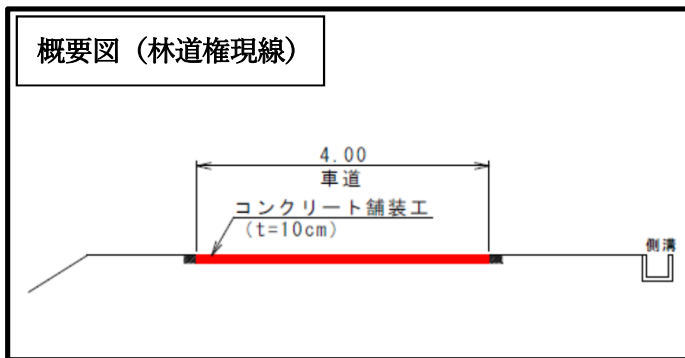 概要図（林道権現線）
4.00
車道
コンクリート舗装工
（t=10cm）
側溝